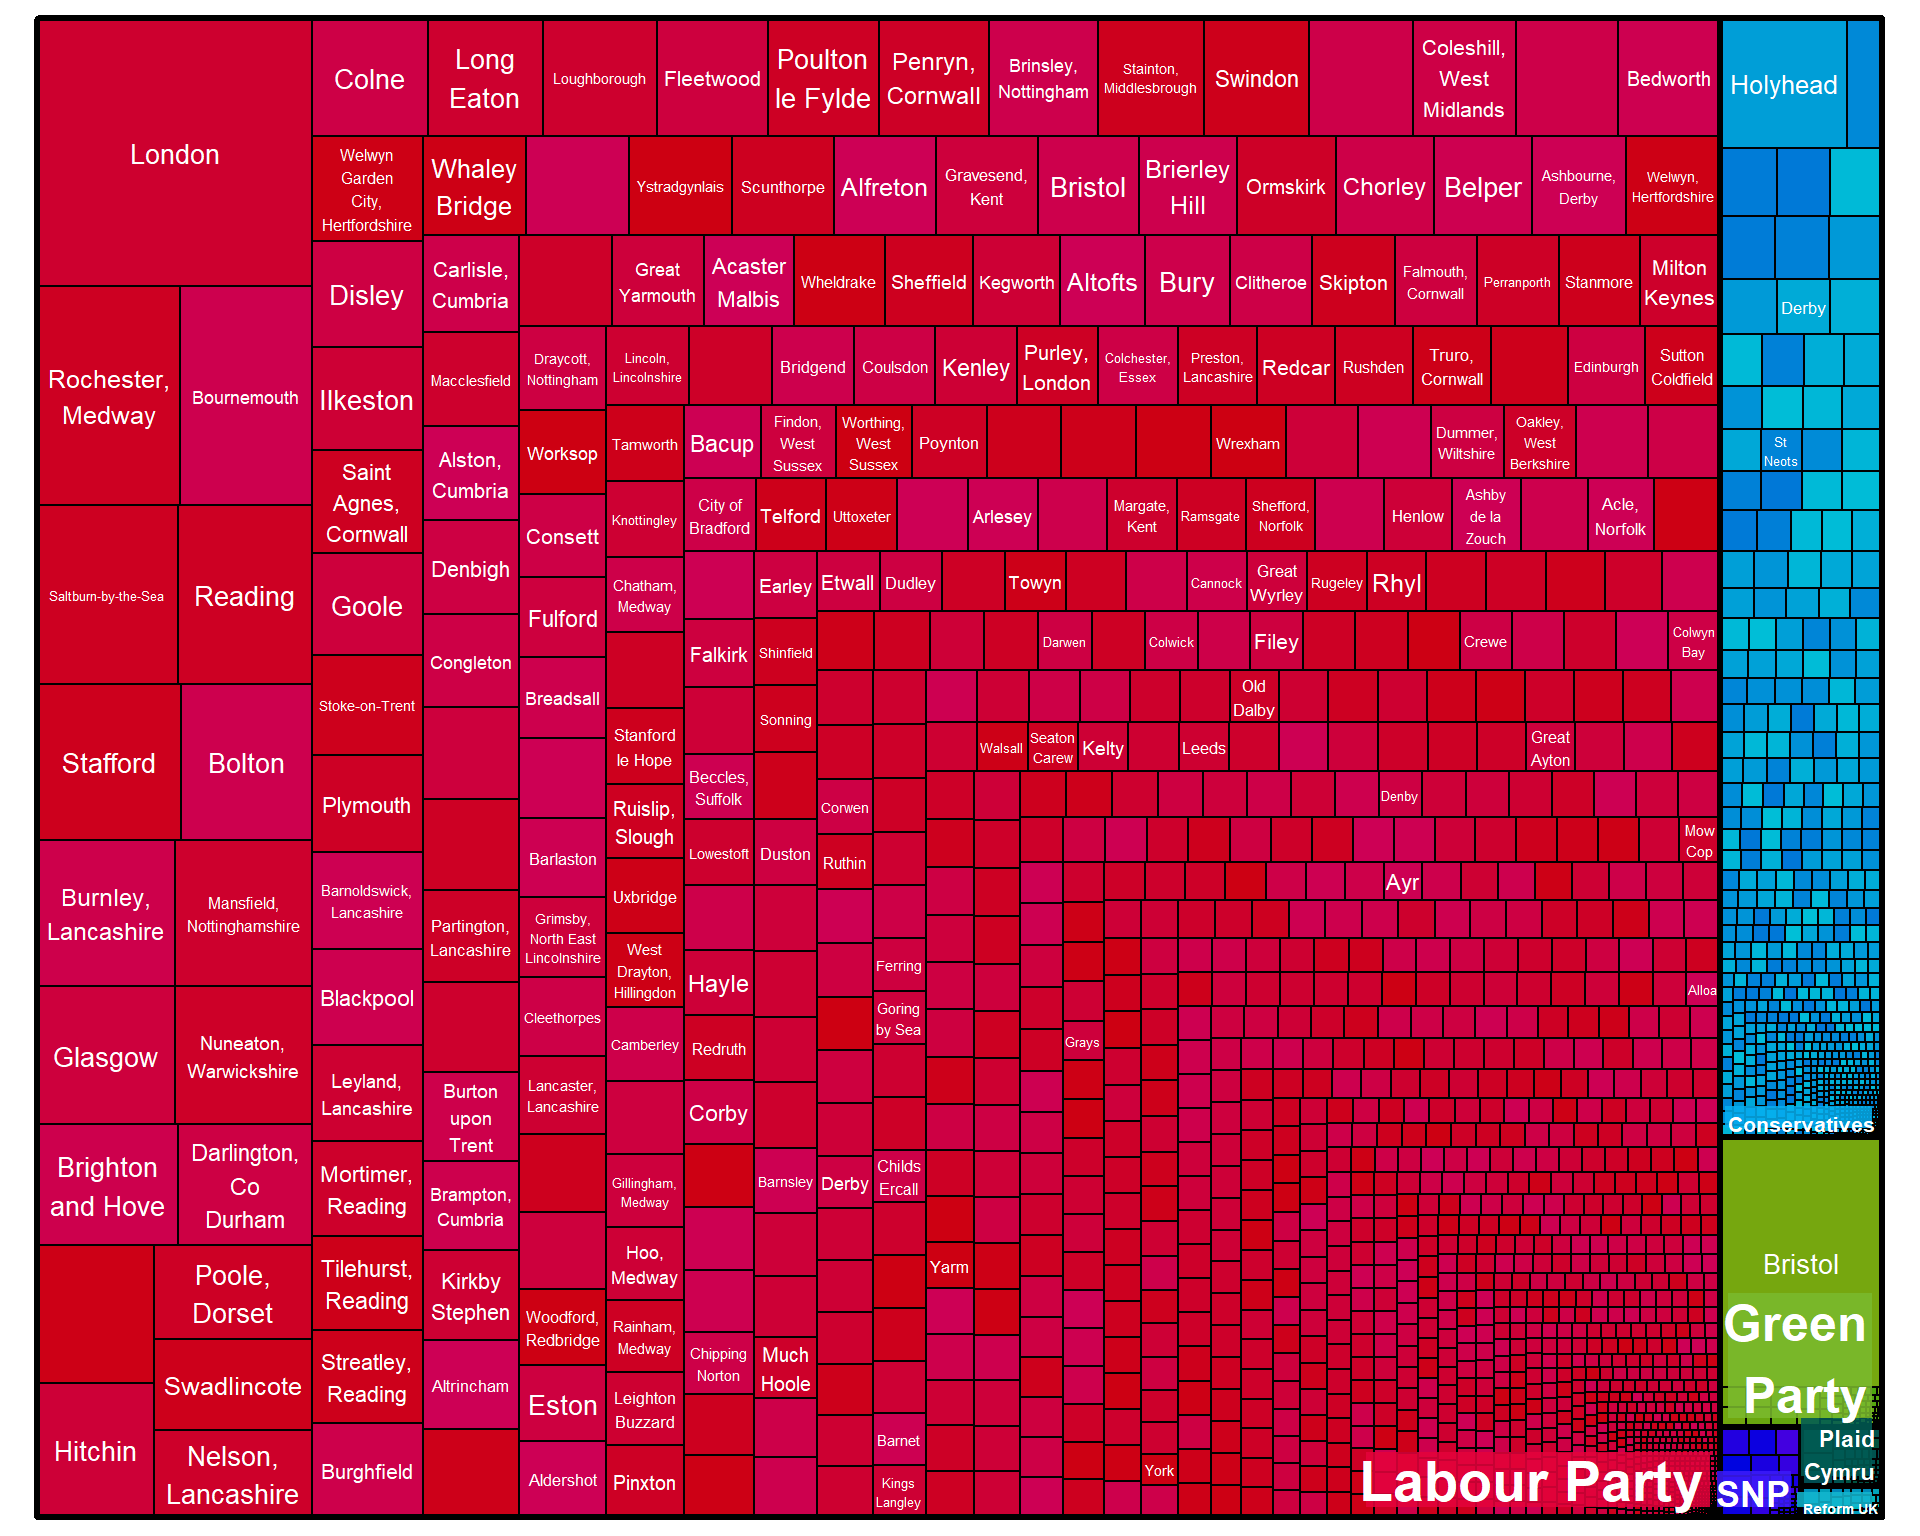 London
Colne
Long
Eaton
Loughborough
Fleetwood
Poulton
le Fylde
Penryn,
Cornwall
Brinsley,
Nottingham
Stainton,
Middlesbrough
Swindon
Coleshill,
West
Midlands
Bedworth
Holyhead
Welwyn
Garden
City,
Hertfordshire
Whaley
Bridge
Ystradgynlais
Scunthorpe
Alfreton
Gravesend,
Kent
Bristol
Brierley
Hill
Ormskirk
Chorley
Belper
Ashbourne,
Derby
Welwyn,
Hertfordshire
Disley
Carlisle,
Cumbria
Great
Yarmouth
Acaster
Malbis
Wheldrake
Sheffield
Kegworth
Altofts
Bury
Clitheroe
Skipton
Falmouth,
Cornwall
Perranporth
Stanmore
Milton
Keynes
Derby
Rochester,
Medway
Bournemouth
Ilkeston
Macclesfield
Draycott,
Nottingham
Lincoln,
Lincolnshire
Bridgend
Coulsdon
Kenley
Purley,
London
Colchester,
Essex
Preston,
Lancashire
Redcar
Rushden
Truro,
Cornwall
Edinburgh
Sutton
Coldfield
Saint
Agnes,
Cornwall
Alston,
Cumbria
Worksop
Tamworth
Bacup
Findon,
West
Sussex
Worthing,
West
Sussex
Poynton
Wrexham
Dummer,
Wiltshire
Oakley,
West
Berkshire
St
Neots
Consett
Knottingley
City of
Bradford
Telford
Uttoxeter
Arlesey
Margate,
Kent
Ramsgate
Shefford,
Norfolk
Henlow
Ashby
de la
Zouch
Acle,
Norfolk
Saltburn-by-the-Sea
Reading
Goole
Denbigh
Fulford
Chatham,
Medway
Earley
Etwall
Dudley
Towyn
Cannock
Great
Wyrley
Rugeley
Rhyl
Congleton
Breadsall
Falkirk
Shinfield
Darwen
Colwick
Filey
Crewe
Colwyn
Bay
Stafford
Bolton
Stoke-on-Trent
Stanford
le Hope
Sonning
Old
Dalby
Walsall
Seaton
Carew
Kelty
Leeds
Great
Ayton
Plymouth
Ruislip,
Slough
Beccles,
Suffolk
Corwen
Denby
Barlaston
Lowestoft
Duston
Ruthin
Mow
Cop
Burnley,
Lancashire
Mansfield,
Nottinghamshire
Barnoldswick,
Lancashire
Partington,
Lancashire
Grimsby,
North East
Lincolnshire
Uxbridge
Ayr
West
Drayton,
Hillingdon
Hayle
Ferring
Blackpool
Cleethorpes
Goring
by Sea
Alloa
Glasgow
Nuneaton,
Warwickshire
Leyland,
Lancashire
Burton
upon
Trent
Lancaster,
Lancashire
Camberley
Redruth
Grays
Corby
Conservatives
Brighton
and Hove
Darlington,
Co
Durham
Mortimer,
Reading
Brampton,
Cumbria
Gillingham,
Medway
Barnsley
Derby
Childs
Ercall
Poole,
Dorset
Tilehurst,
Reading
Kirkby
Stephen
Woodford,
Redbridge
Hoo,
Medway
Yarm
Bristol
Green
Party
Swadlincote
Streatley,
Reading
Altrincham
Eston
Rainham,
Medway
Chipping
Norton
Much
Hoole
Leighton
Buzzard
Barnet
Hitchin
Nelson,
Lancashire
Burghfield
Aldershot
Pinxton
Kings
Langley
York
Labour Party
SNP
Plaid
Cymru
Reform UK